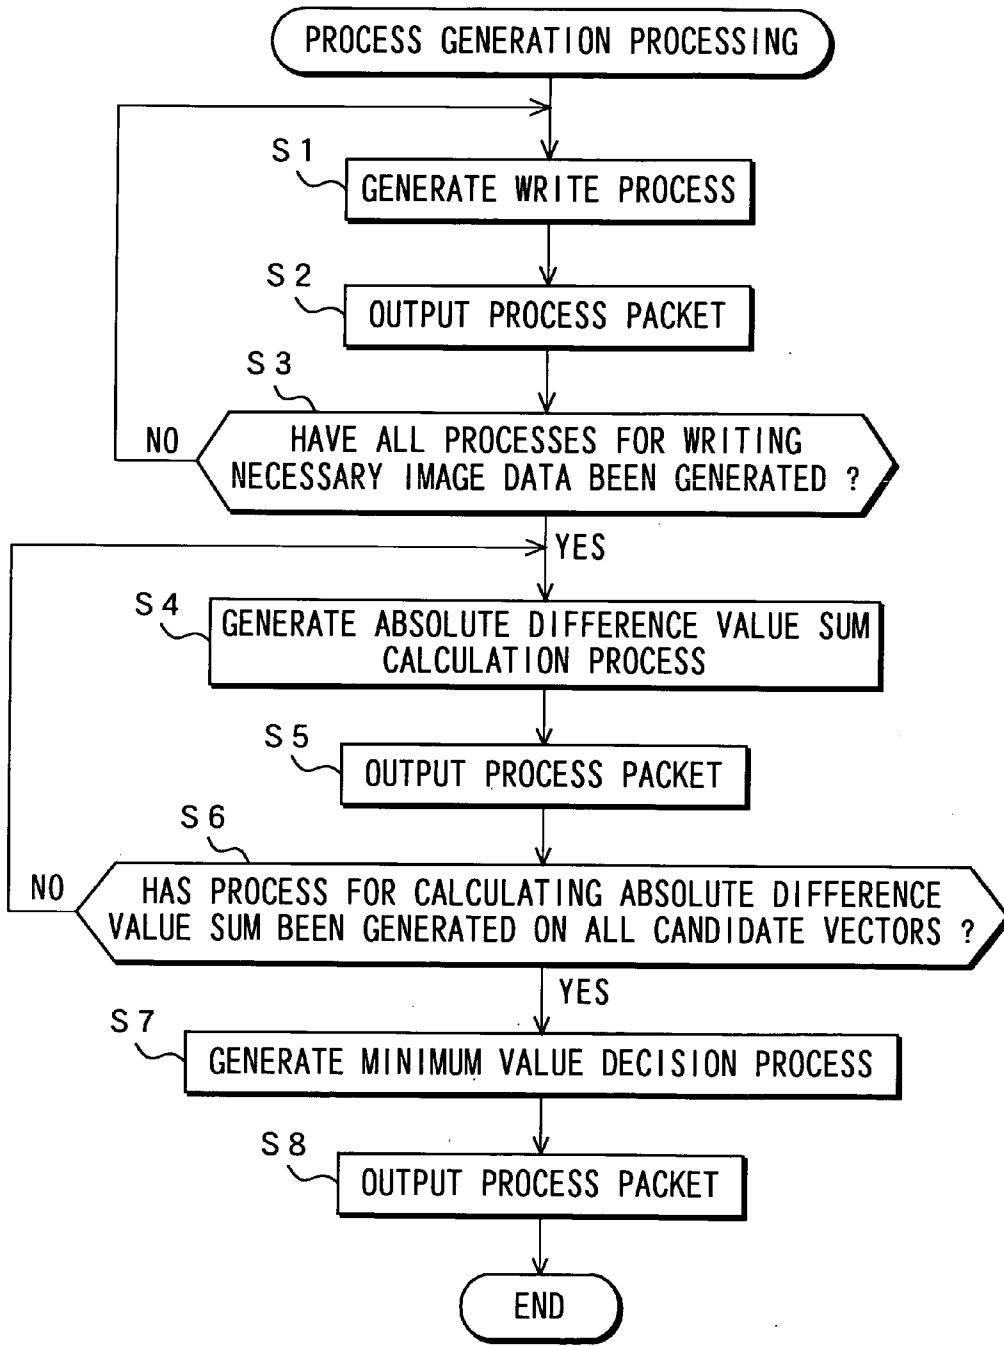 PROCESS GENERATION PROCESSING
S1
GENERATE WRITE PROCESS
S2
OUTPUT PROCESS PACKET
S3
NO
HAVE ALL PROCESSES FOR WRITING
NECESSARY IMAGE DATA BEEN GENERATED ?
YES
S4
GENERATE ABSOLUTE DIFFERENCE VALUE SUM
CALCULATION PROCESS
S5
OUTPUT PROCESS PACKET
S6
NO
HAS PROCESS FOR CALCULATING ABSOLUTE DIFFERENCE
VALUE SUM BEEN GENERATED ON ALL CANDIDATE VECTORS ?
YES
S7
GENERATE MINIMUM VALUE DECISION PROCESS
S8
OUTPUT PROCESS PACKET
END